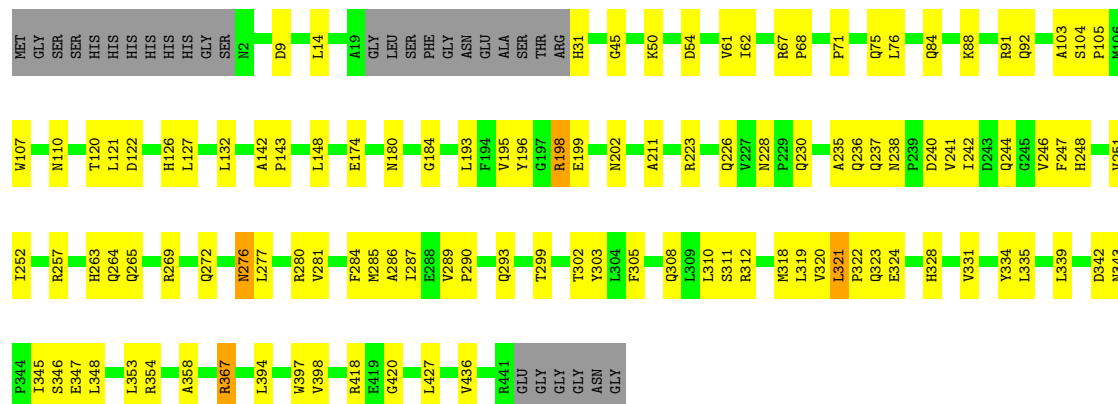 MET GLY SER SER HIS HIS HIS HIS HIS HIS GLY SER N2 D9 L14 A19 GLY LEU SER PHE GLY ASN GLU ALA SER THR ARG H31 G45 K50 D54 V61 I62 R67 P68 P71 Q75 L76 Q84 K88 R91 Q92 A103 S104 P105 M106
W107 N110 T120 L121 D122 H126 L127 L132 A142 P143 L148 E174 N180 G184 L193 F194 V195 Y196 G197 R198 E199 N202 A211 R223 Q226 V227 N228 P229 Q230 A235 Q236 Q237 N238 P239 D240 V241 I242 D243 Q244 G245 V246 F247 H248
I252 R257 H263 Q264 Q265 R269 Q272 N276 L277 R280 V281 F284 M285 A286 I287 E288 V289 P290 Q293 T299 T302 Y303 L304 F305 Q308 L309 L310 S311 R312 M318 L319 V320 L321 P322 Q323 E324 H328 V331 Y334 L335 L339 D342 N343
P344 I345 S346 E347 L348 L353 R354 A358 R367 L394 W397 V398 R418 E419 G420 L427 V436 R441 GLU GLY GLY GLY ASN GLY